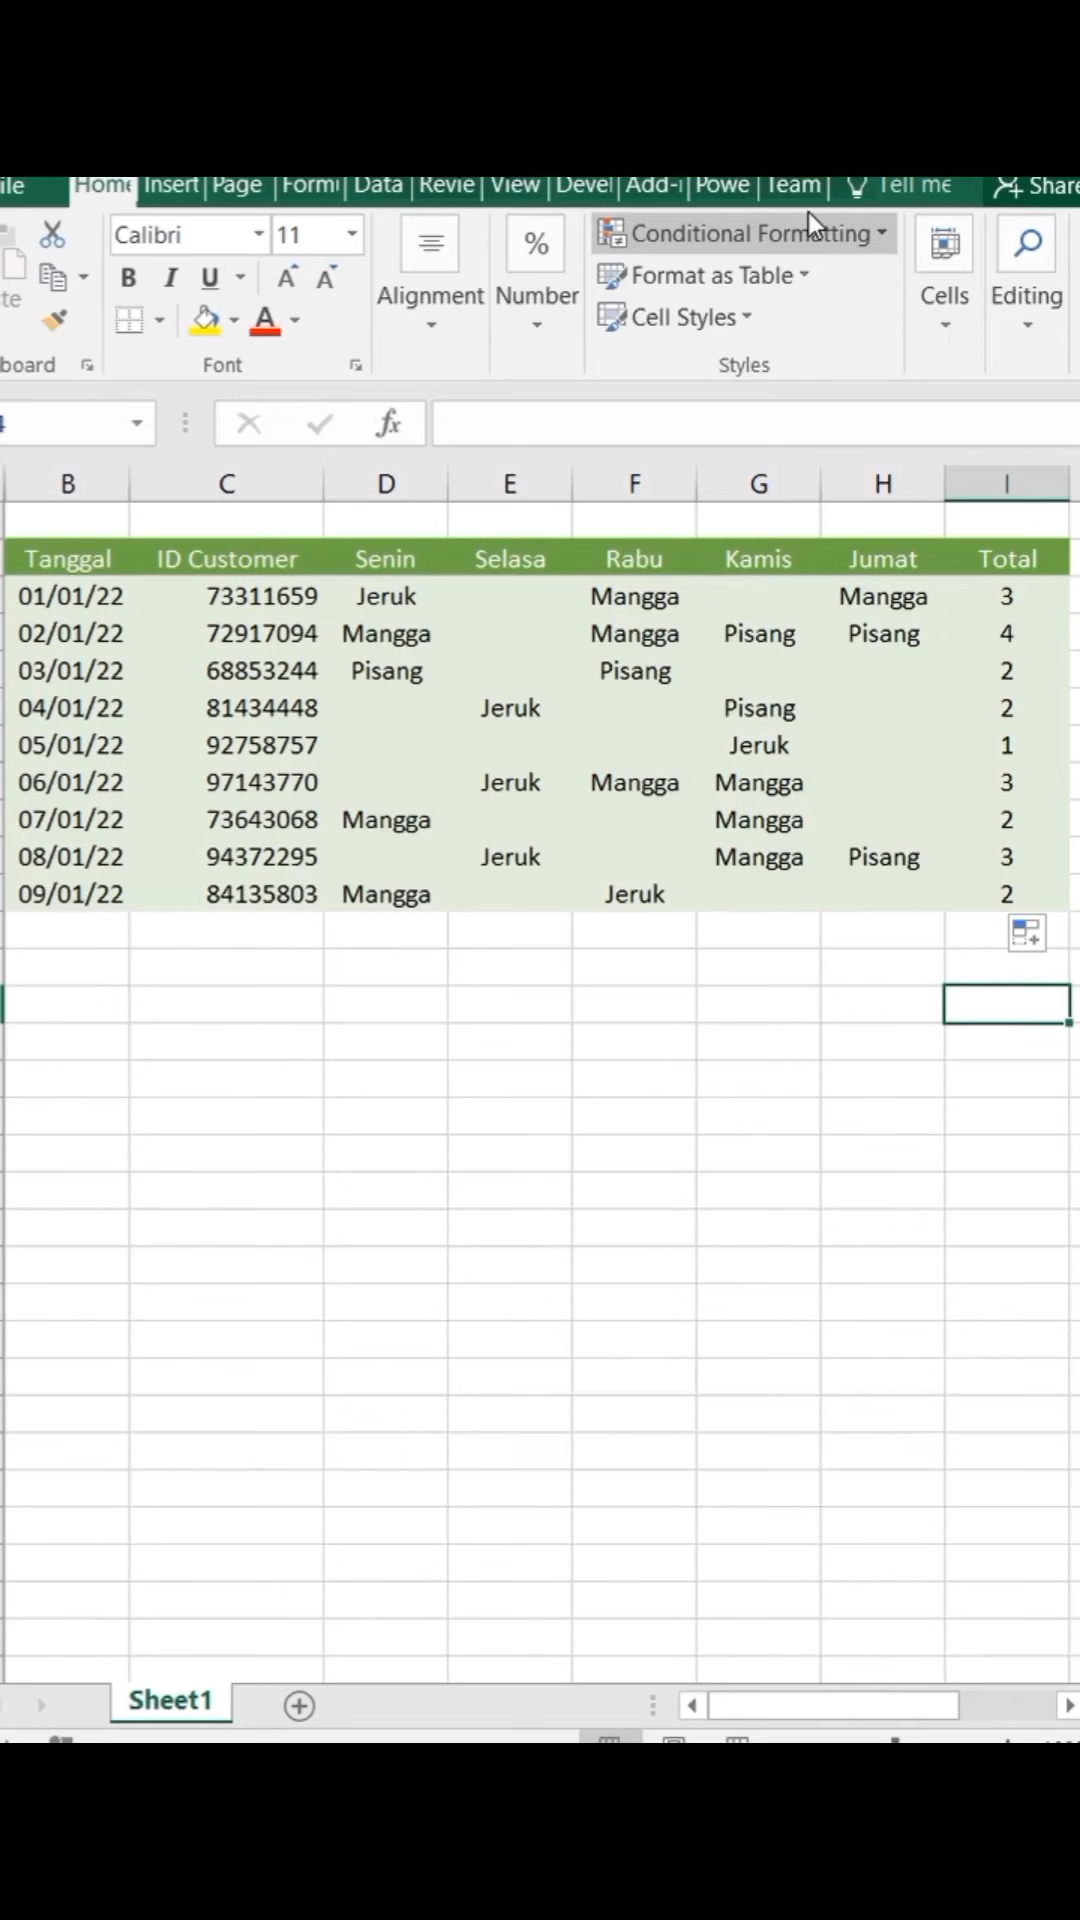 ile Home Insert Page Formu Data Revie View Devel Add-i Powe Team Tell me Share
Calibri 11 % Conditional Formatting
te B I U A A Alignment Number Format as Table Cells Editing
A Cell Styles
board Font Styles
4 fx
B C D E F G H I
Tanggal ID Customer Senin Selasa Rabu Kamis Jumat Total
01/01/22 73311659 Jeruk Mangga Mangga 3
02/01/22 72917094 Mangga Mangga Pisang Pisang 4
03/01/22 68853244 Pisang Pisang 2
04/01/22 81434448 Jeruk Pisang 2
05/01/22 92758757 Jeruk 1
06/01/22 97143770 Jeruk Mangga Mangga 3
07/01/22 73643068 Mangga Mangga 2
08/01/22 94372295 Jeruk Mangga Pisang 3
09/01/22 84135803 Mangga Jeruk 2
Sheet1